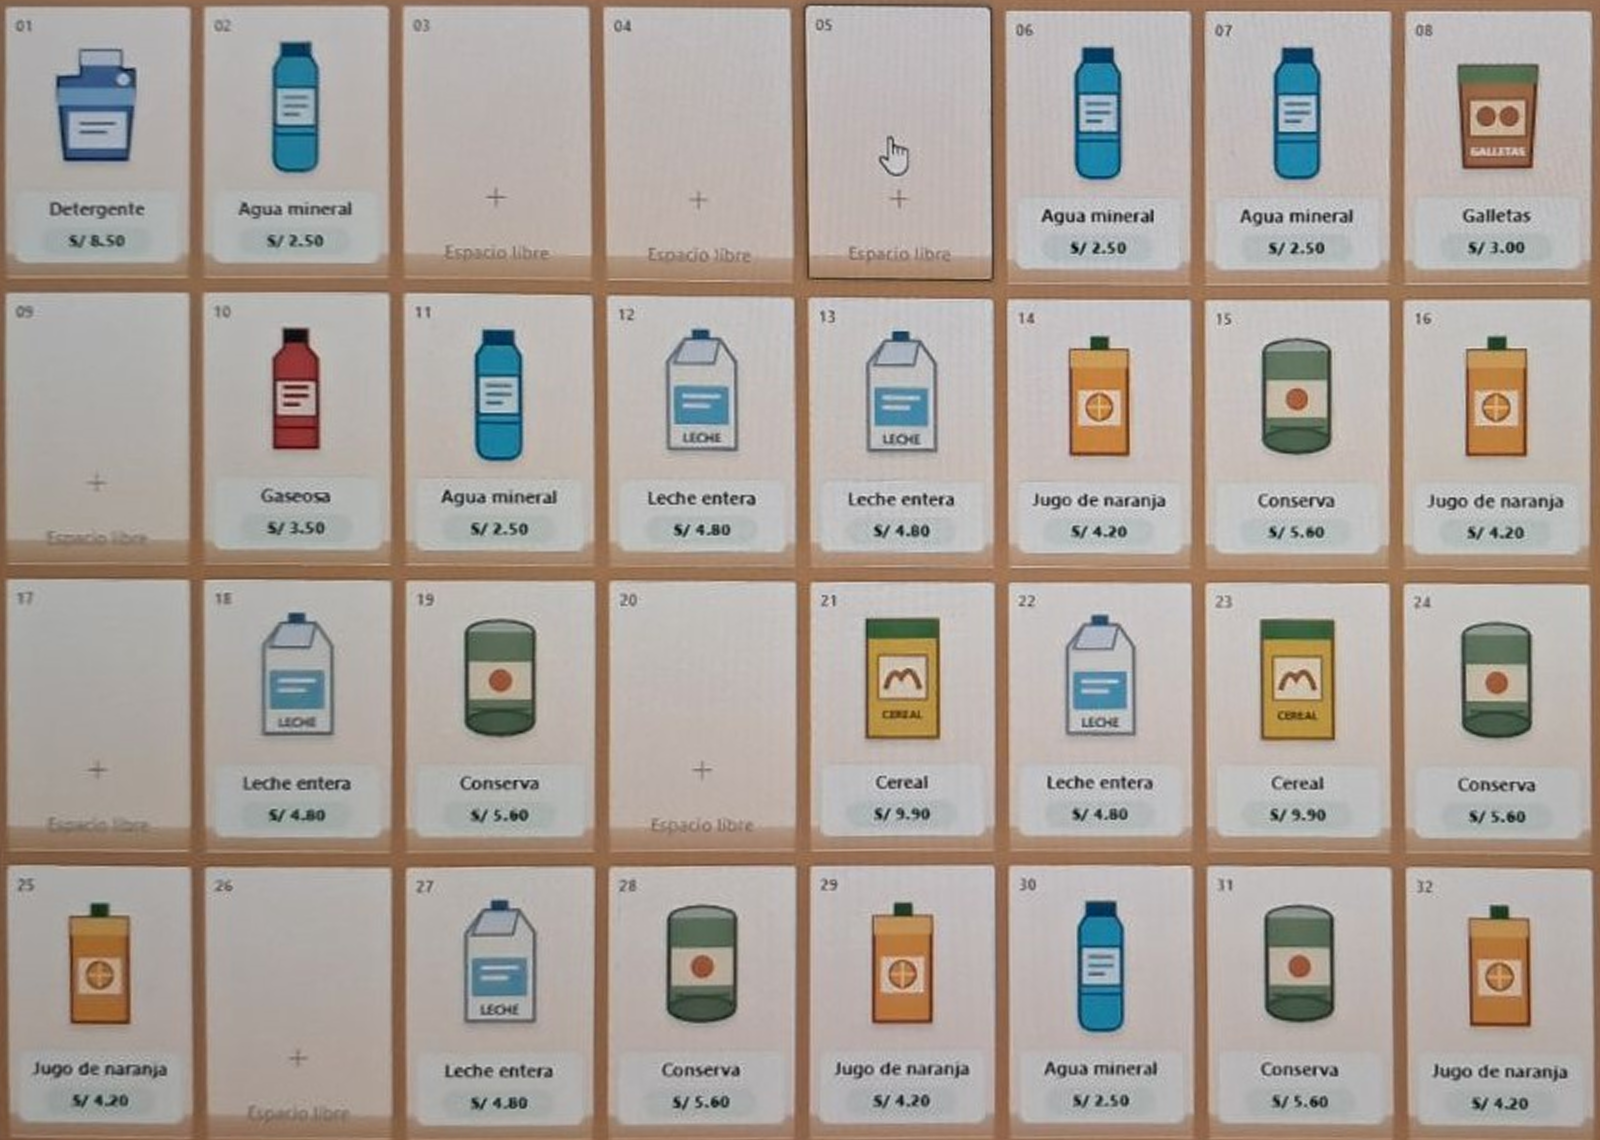 01
Detergente
S/ 8.50
02
Agua mineral
S/ 2.50
03
+
Espacio libre
04
+
Espacio libre
05
+
Espacio libre
06
Agua mineral
S/ 2.50
07
Agua mineral
S/ 2.50
08
GALLETAS
Galletas
S/ 3.00
09
+
Espacio libre
10
Gaseosa
S/ 3.50
11
Agua mineral
S/ 2.50
12
LECHE
Leche entera
S/ 4.80
13
LECHE
Leche entera
S/ 4.80
14
Jugo de naranja
S/ 4.20
15
Conserva
S/ 5.60
16
Jugo de naranja
S/ 4.20
17
+
Espacio libre
18
LECHE
Leche entera
S/ 4.80
19
Conserva
S/ 5.60
20
+
Espacio libre
21
CEREAL
Cereal
S/ 9.90
22
LECHE
Leche entera
S/ 4.80
23
CEREAL
Cereal
S/ 9.90
24
Conserva
S/ 5.60
25
Jugo de naranja
S/ 4.20
26
+
Espacio libre
27
LECHE
Leche entera
S/ 4.80
28
Conserva
S/ 5.60
29
Jugo de naranja
S/ 4.20
30
Agua mineral
S/ 2.50
31
Conserva
S/ 5.60
32
Jugo de naranja
S/ 4.20